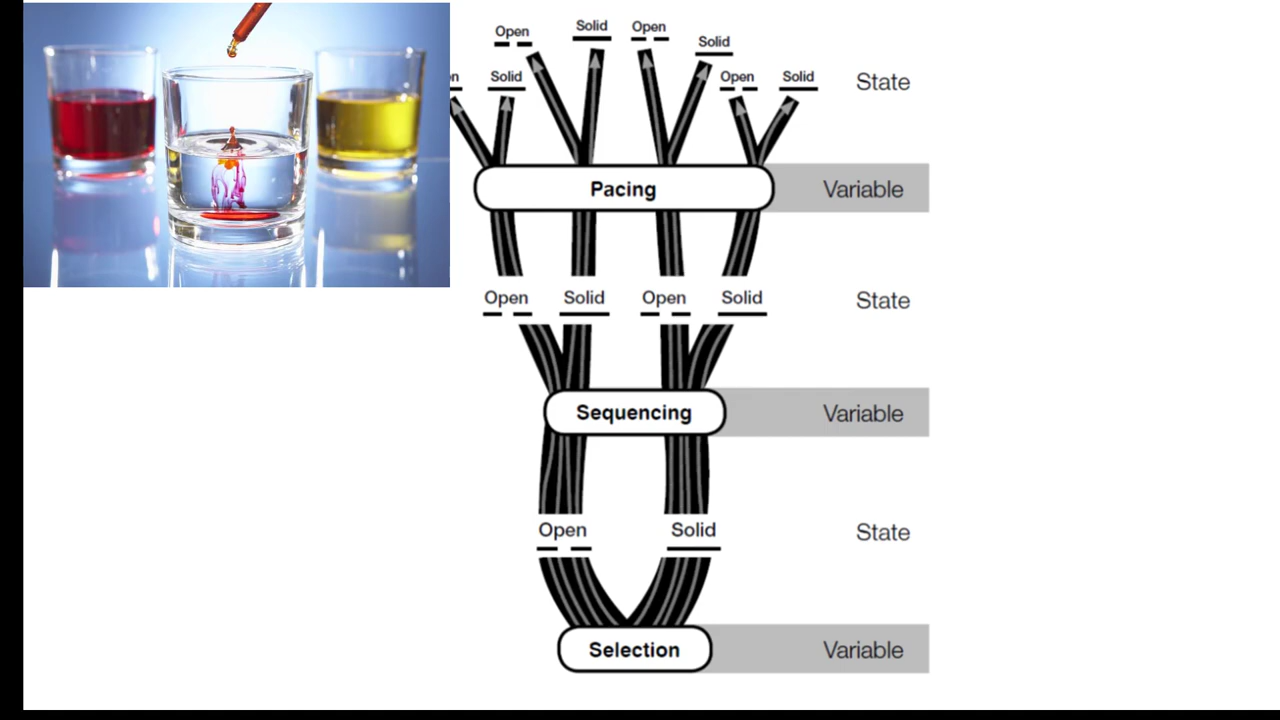 Open Solid Open Solid
Solid Open Solid State
Pacing Variable
Open Solid Open Solid State
Sequencing Variable
Open Solid State
Selection Variable